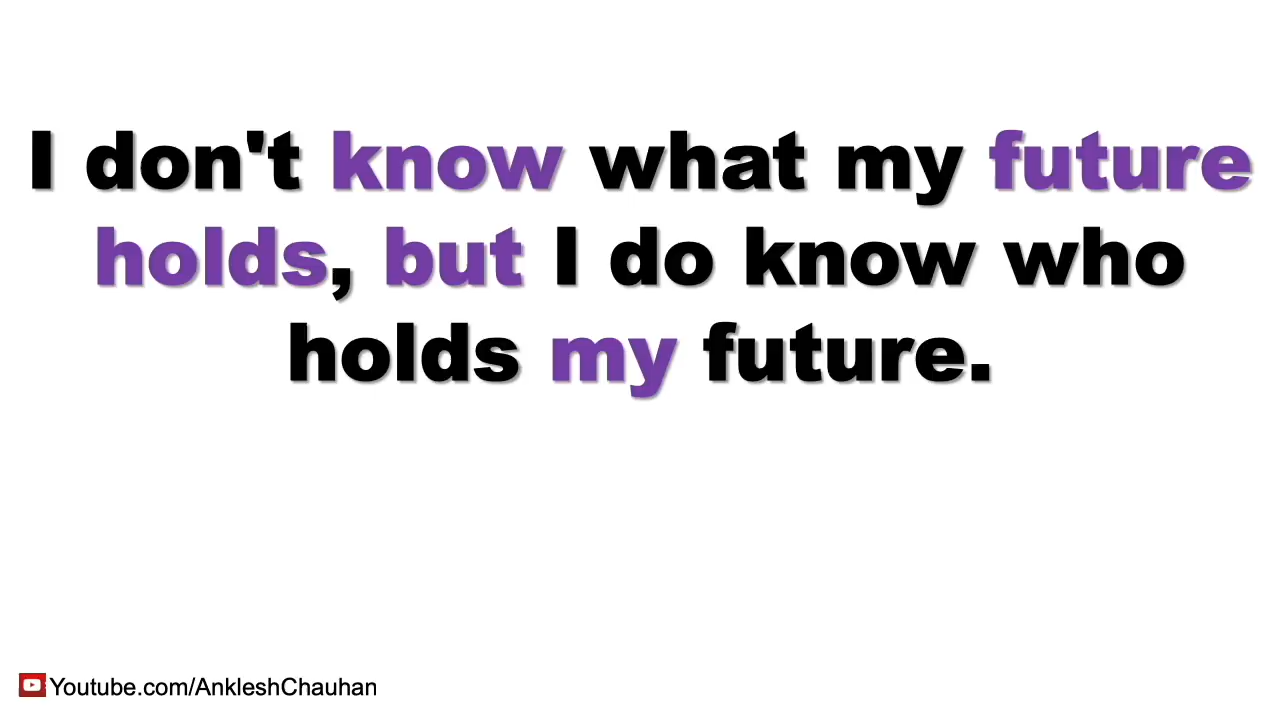 I don't know what my future
holds, but I do know who
holds my future.
Youtube.com/AnkleshChauhan